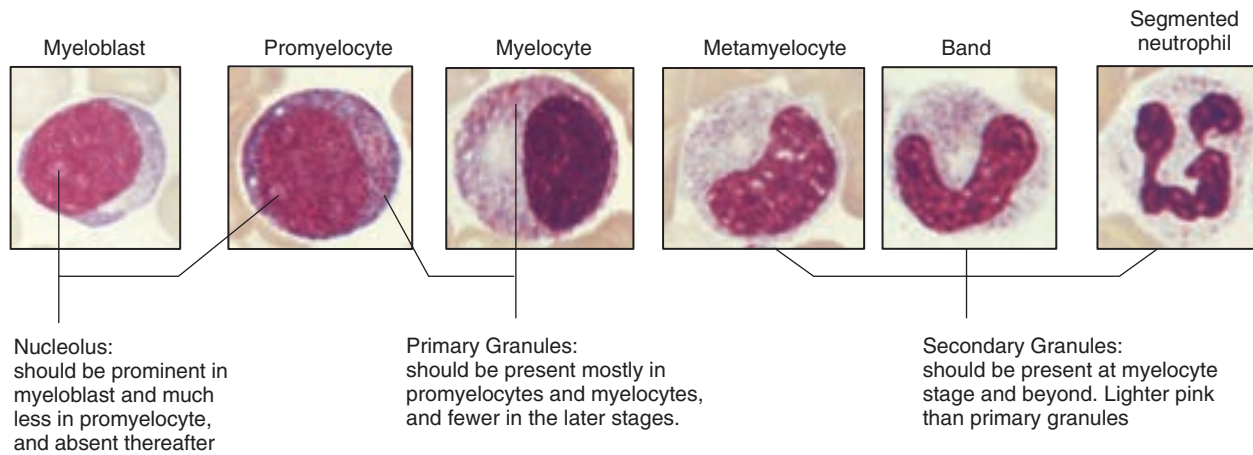 Myeloblast
Promyelocyte
Myelocyte
Metamyelocyte
Band
Segmented
neutrophil
Nucleolus:
should be prominent in
myeloblast and much
less in promyelocyte,
and absent thereafter
Primary Granules:
should be present mostly in
promyelocytes and myelocytes,
and fewer in the later stages.
Secondary Granules:
should be present at myelocyte
stage and beyond. Lighter pink
than primary granules